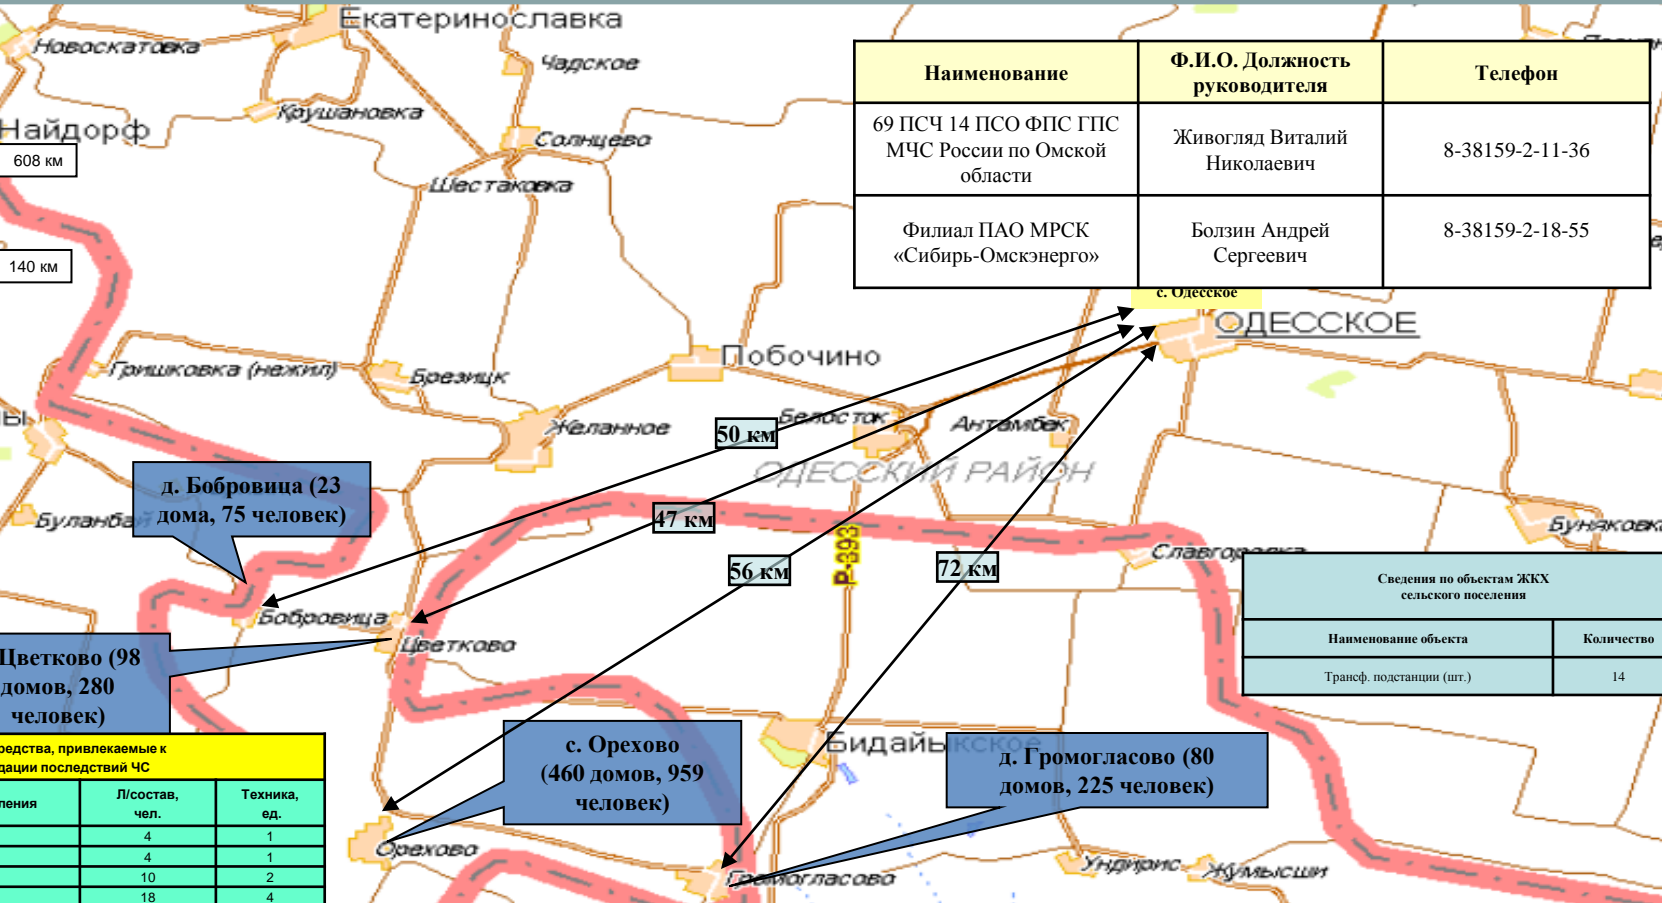 Екатеринославка
Новоскатовка
Чадское
Крушановка
Найдорф
Солнцево
608 км
Шестаковка
140 км
Наименование
Ф.И.О. Должность
руководителя
Телефон
69 ПСЧ 14 ПСО ФПС ГПС
МЧС России по Омской
области
Живогляд Виталий
Николаевич
8-38159-2-11-36
Филиал ПАО МРСК
«Сибирь-Омскэнерго»
Болзин Андрей
Сергеевич
8-38159-2-18-55
с. Одесское
ОДЕССКОЕ
Побочино
Гришковка (нежил)
Брезицк
Желанное
Белосток
Антамбек
50 км
ОДЕССКИЙ РАЙОН
д. Бобровица (23
дома, 75 человек)
Буланбай
47 км
Р-393
56 км
72 км
Славгородка
Буняковка
Сведения по объектам ЖКХ
сельского поселения
Наименование объекта
Количество
Трансф. подстанции (шт.)
14
Бобровица
Цветково
Цветково (98
домов, 280
человек)
с. Орехово
(460 домов, 959
человек)
Бидайыкское
д. Громогласово (80
домов, 225 человек)
Л/состав,
чел.
Техника,
ед.
4
1
4
1
10
2
18
4
Орехово
Громогласово
Ундирис
Жумысши